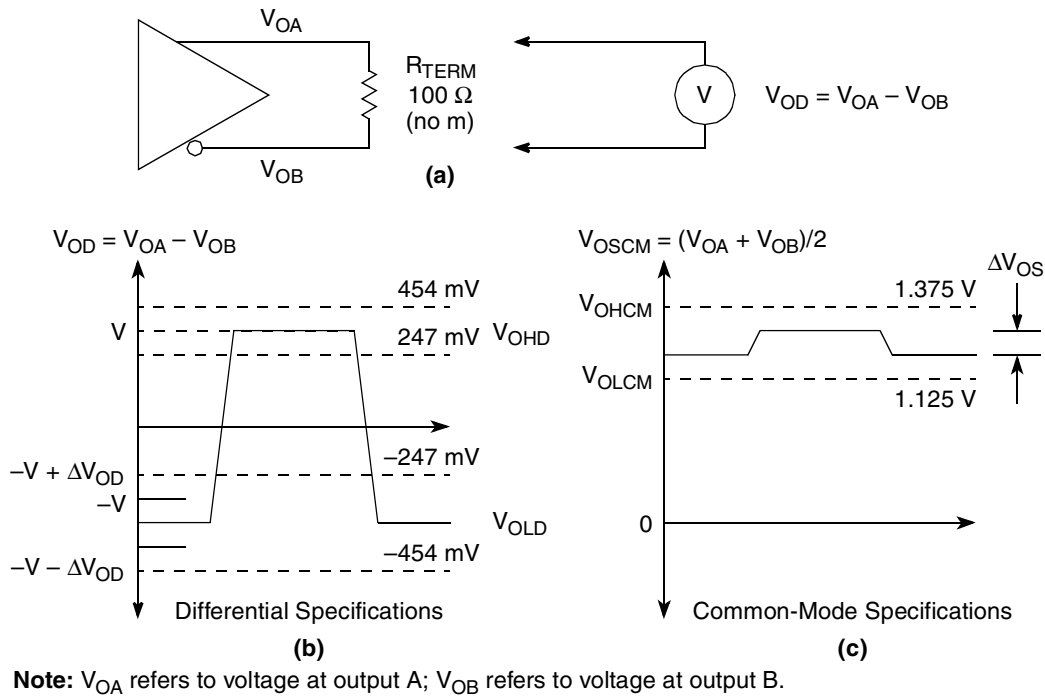 V_OA
R_TERM
100 Ω
(no m)
V_OB
V
V_OD = V_OA – V_OB
(a)
V_OD = V_OA – V_OB
454 mV
V
247 mV
V_OHD
–247 mV
–V + ΔV_OD
–V
V_OLD
–454 mV
–V – ΔV_OD
Differential Specifications
(b)
V_OSCM = (V_OA + V_OB)/2
ΔV_OS
1.375 V
V_OHCM
V_OLCM
1.125 V
0
Common-Mode Specifications
(c)
Note: V_OA refers to voltage at output A; V_OB refers to voltage at output B.